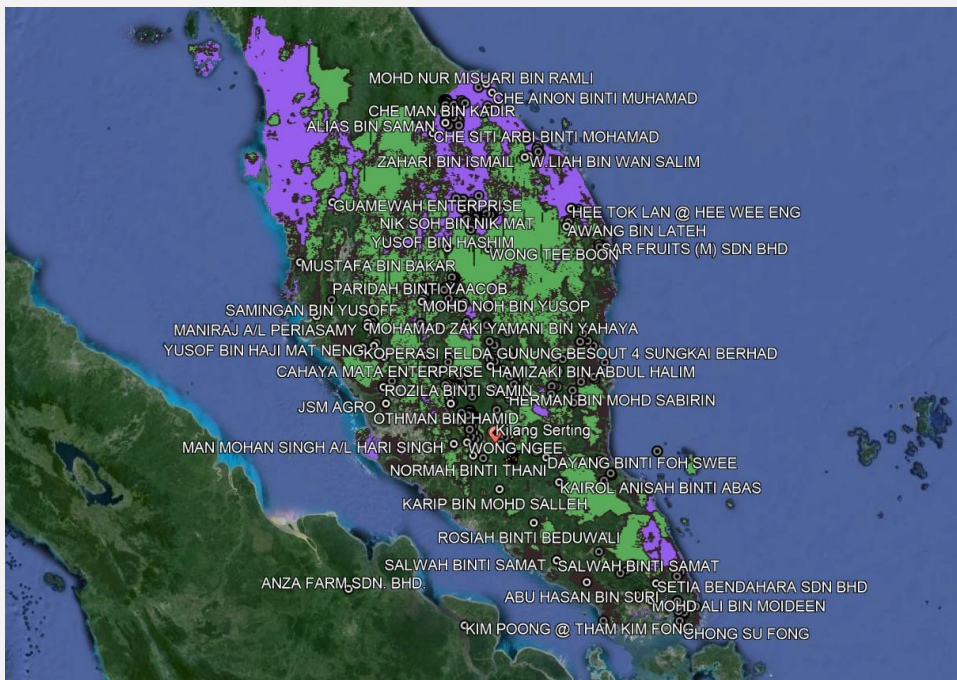 MOHD NUR MISUARI BIN RAMLI
CHE AINON BINTI MUHAMAD
CHE MAN BIN KADIR
ALIAS BIN SAMAN
CHE SITI ARBI BINTI MOHAMAD
ZAHARI BIN ISMAIL
W.LIAH BIN WAN SALIM
GUAMEWAH ENTERPRISE
HEE TOK LAN @ HEE WEE ENG
NIK SOH BIN NIK MAT
AWANG BIN LATEH
YUSOF BIN HASHIM
WONG TEE BOON
SAR FRUITS (M) SDN BHD
MUSTAFA BIN BAKAR
PARIDAH BINTI YAACOB
MOHD NOH BIN YUSOP
SAMINGAN BIN YUSOFF
MANIRAJ A/L PERIASAMY
MOHAMAD ZAKI YAMANI BIN YAHAYA
YUSOF BIN HAJI MAT NENG
KOPERASI FELDA GUNUNG BESOUT 4 SUNGKAI BERHAD
CAHAYA MATA ENTERPRISE
HAMIZAKI BIN ABDUL HALIM
ROZILA BINTI SAMIN
HERMAN BIN MOHD SABIRIN
JSM AGRO
OTHMAN BIN HAMID
Kilang Serting
MAN MOHAN SINGH A/L HARI SINGH
WONG NGEE
NORMAH BINTI THANI
DAYANG BINTI FOH SWEE
KAIROL ANISAH BINTI ABAS
KARIP BIN MOHD SALLEH
ROSIAH BINTI BEDUWALI
SALWAH BINTI SAMAT
SALWAH BINTI SAMAT
ANZA FARM SDN. BHD.
SETIA BENDAHARA SDN BHD
ABU HASAN BIN SURI
MOHD ALI BIN MOIDEEN
KIM POONG @ THAM KIM FONG
CHONG SU FONG